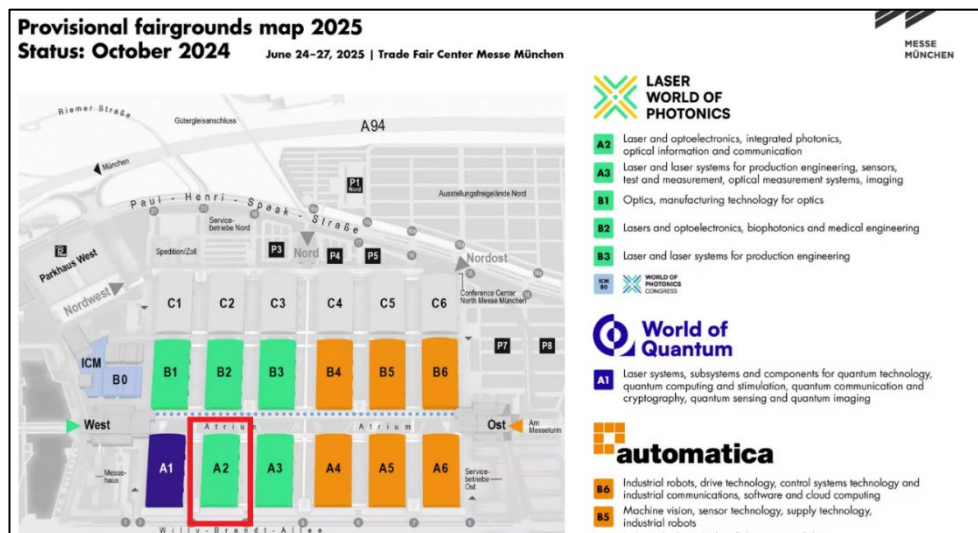 Provisional fairgrounds map 2025
Status: October 2024
June 24–27, 2025 | Trade Fair Center Messe München
MESSE
MÜNCHEN
Riemer Straße
Gütergleisanschluss
A94
München
P1
Nord
Ausstellungsfreigelände Nord
Paul-Henri-Spaak-Straße
Service-
betriebe Nord
Spedition/Zoll
P3
Nord
P4
P5
Nordost
Parkhaus West
Nordwest
Conference Center
North Messe München
C1
C2
C3
C4
C5
C6
P7
P8
ICM
B0
B1
B2
B3
B4
B5
B6
West
Atrium
Atrium
Ost
Am
Messeturm
Messe-
haus
A1
A2
A3
A4
A5
A6
Service-
betriebe
Ost
Willy-Brandt-Allee
LASER
WORLD OF
PHOTONICS
A2
Laser and optoelectronics, integrated photonics,
optical information and communication
A3
Laser and laser systems for production engineering, sensors,
test and measurement, optical measurement systems, imaging
B1
Optics, manufacturing technology for optics
B2
Lasers and optoelectronics, biophotonics and medical engineering
B3
Laser and laser systems for production engineering
ICM
B0
WORLD OF
PHOTONICS
CONGRESS
World of
Quantum
A1
Laser systems, subsystems and components for quantum technology,
quantum computing and stimulation, quantum communication and
cryptography, quantum sensing and quantum imaging
automatica
B6
Industrial robots, drive technology, control systems technology and
industrial communications, software and cloud computing
B5
Machine vision, sensor technology, supply technology,
industrial robots